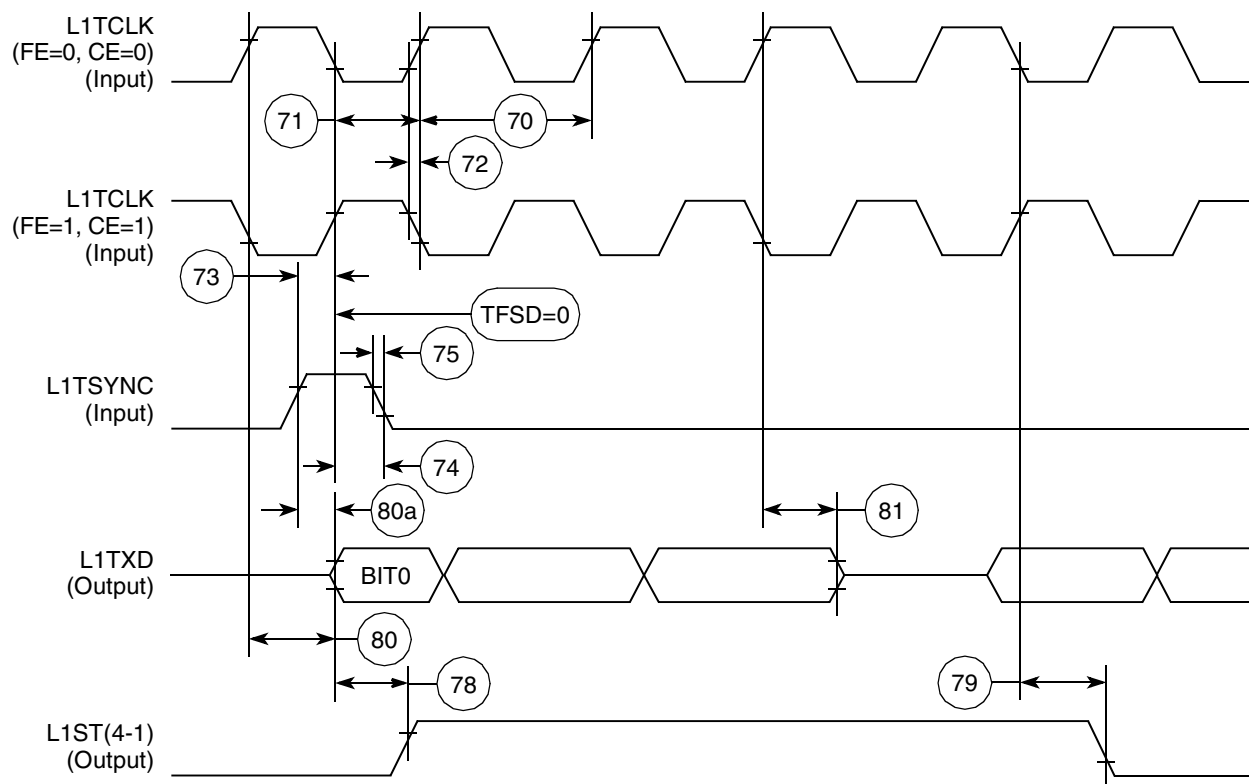 L1TCLK
(FE=0, CE=0)
(Input)
71
70
72
L1TCLK
(FE=1, CE=1)
(Input)
73
TFSD=0
75
L1TSYNC
(Input)
74
80a
81
L1TXD
(Output)
BIT0
80
78
79
L1ST(4-1)
(Output)